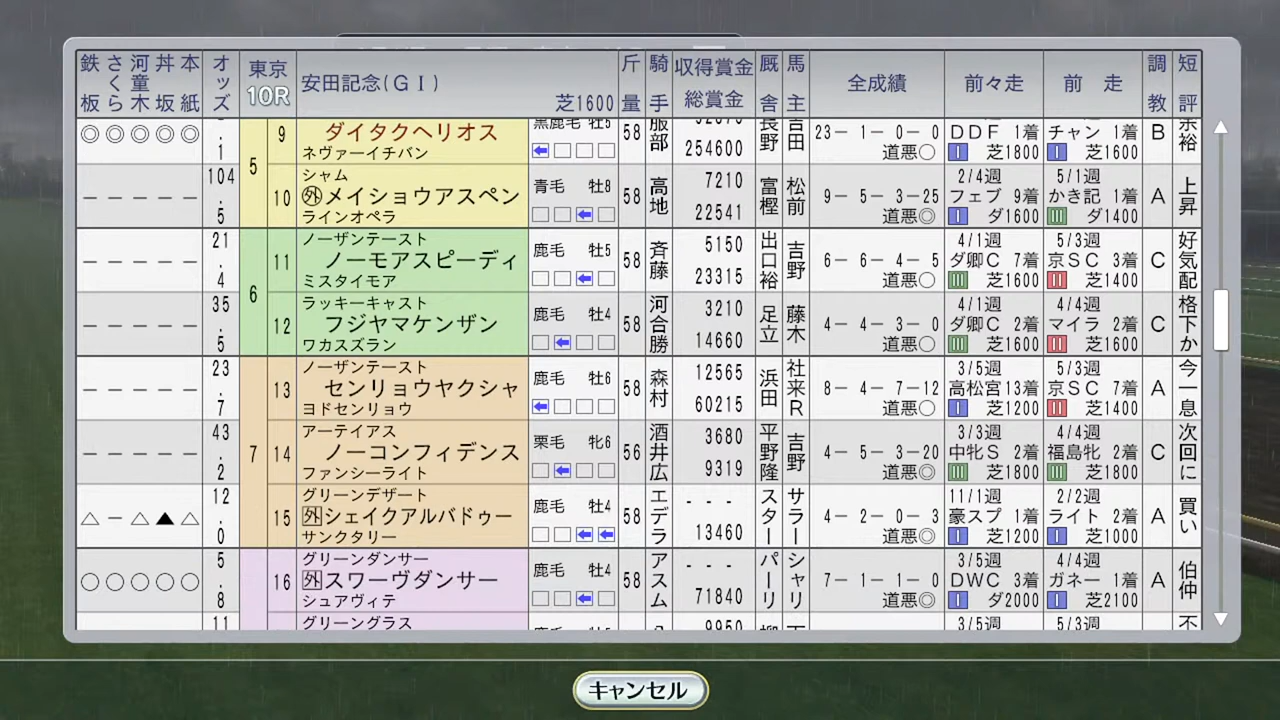 鉄板 さくら 河童木 丼坂 本紙 オッズ 東京 10R 安田記念(GⅠ) 芝1600 斤量 騎手 収得賞金 総賞金 厩舎 馬主 全成績 前々走 前走 調教 短評
◎ ◎ ◎ ◎ ◎ .1 5 9 ダイタクヘリオス 黒鹿毛 牡5 58 服部 254600 長野 吉田 23-1-0-0 DDF 1着 チャン 1着 B 余裕
ネヴァーイチバン ← 道悪○ Ⅰ 芝1800 Ⅰ 芝1600
シャム 2/4週 5/1週
- - - - - 104.5 10 外メイショウアスペン 青毛 牡8 58 高地 7210 富樫 松前 9-5-3-25 フェブ 9着 かき記 1着 A 上昇
ラインオペラ ← 22541 道悪◎ Ⅰ ダ1600 Ⅲ ダ1400
ノーザンテースト 4/1週 5/3週
- - - - - 21.4 6 11 ノーモアスピーディ 鹿毛 牡5 58 斉藤 5150 出口裕 吉野 6-6-4-5 ダ卿C 7着 京SC 3着 C 好気配
ミスタイモア ← 23315 道悪○ Ⅲ 芝1600 Ⅱ 芝1400
ラッキーキャスト 4/1週 4/4週
- - - - - 35.5 12 フジヤマケンザン 鹿毛 牡4 58 河合勝 3210 足立 藤木 4-4-3-0 ダ卿C 2着 マイラ 2着 C 格下か
ワカスズラン ← 14660 道悪○ Ⅲ 芝1600 Ⅱ 芝1600
ノーザンテースト 3/5週 5/3週
- - - - - 23.7 7 13 センリョウヤクシャ 鹿毛 牡6 58 森村 12565 浜田 社来R 8-4-7-12 高松宮 13着 京SC 7着 A 今一息
ヨドセンリョウ ← 60215 道悪○ Ⅰ 芝1200 Ⅱ 芝1400
アーテイアス 3/3週 4/4週
- - - - - 43.2 14 ノーコンフィデンス 栗毛 牝6 56 酒井広 3680 平野隆 吉野 4-5-3-20 中牝S 2着 福島牝 2着 C 次回に
ファンシーライト ← 9319 道悪◎ Ⅲ 芝1800 Ⅲ 芝1800
グリーンデザート 11/1週 2/2週
△ - △ ▲ △ 12.0 15 外シェイクアルバドゥー 鹿毛 牡4 58 エデラ --- スター サラー 4-2-0-3 豪スプ 1着 ライト 2着 A 買い
サンクタリー ← ← 13460 道悪◎ Ⅰ 芝1200 Ⅰ 芝1000
グリーンダンサー 3/5週 4/4週
○ ○ ○ ○ ○ 5.8 16 外スワーヴダンサー 鹿毛 牡4 58 アスム --- パーリ シャリ 7-1-1-0 DWC 3着 ガネー 1着 A 伯仲
シュアヴィテ ← 71840 道悪◎ Ⅰ ダ2000 Ⅰ 芝2100
11 グリーングラス 9950 3/5週 5/3週 不
キャンセル